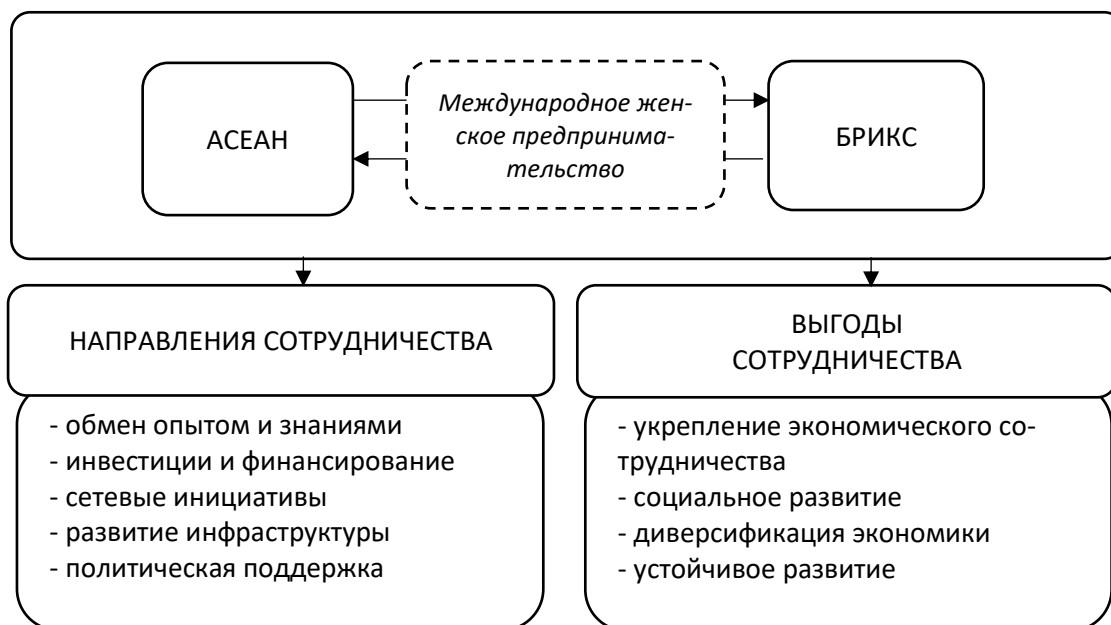 АСЕАН
Международное жен-
ское предпринима-
тельство
БРИКС
НАПРАВЛЕНИЯ СОТРУДНИЧЕСТВА
- обмен опытом и знаниями
- инвестиции и финансирование
- сетевые инициативы
- развитие инфраструктуры
- политическая поддержка
ВЫГОДЫ
СОТРУДНИЧЕСТВА
- укрепление экономического со-
трудничества
- социальное развитие
- диверсификация экономики
- устойчивое развитие